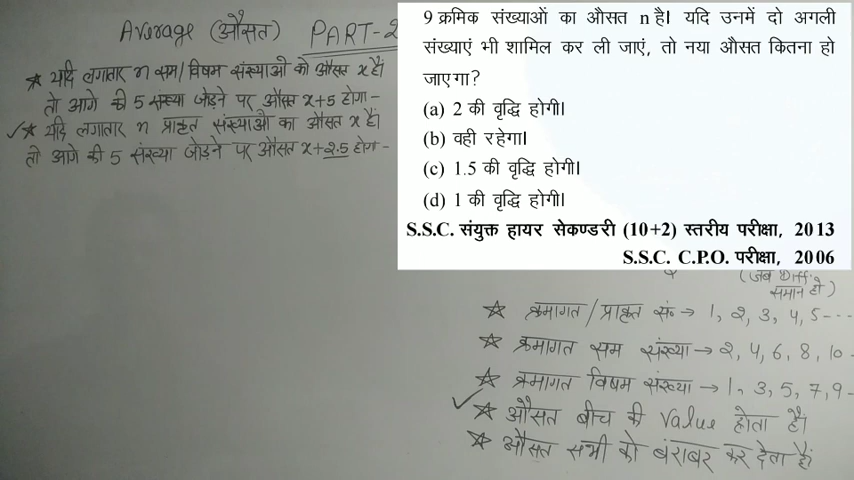 Average (औसत) PART-2
★ यदि लगातार n सम/विषम संख्याओं को औसत x है।
तो आगे की 5 संख्या जोड़ने पर औसत x+5 होगा-
✓★ यदि लगातार n प्राकृत संख्याओं का औसत x है।
तो आगे की 5 संख्या जोड़ने पर औसत x+2.5 होगा-
9 क्रमिक संख्याओं का औसत n है। यदि उनमें दो अगली
संख्याएं भी शामिल कर ली जाएं, तो नया औसत कितना हो
जाएगा?
(a) 2 की वृद्धि होगी।
(b) वही रहेगा।
(c) 1.5 की वृद्धि होगी।
(d) 1 की वृद्धि होगी।
S.S.C. संयुक्त हायर सेकण्डरी (10+2) स्तरीय परीक्षा, 2013
S.S.C. C.P.O. परीक्षा, 2006
(जब Diff.
समान हो)
★ क्रमागत/प्राकृत सं. → 1, 2, 3, 4, 5---
★ क्रमागत सम संख्या → 2, 4, 6, 8, 10-
★ क्रमागत विषम संख्या → 1, 3, 5, 7, 9-
✓★ औसत बीच की Value होता है।
★ औसत सभी को बराबर कर देता है।